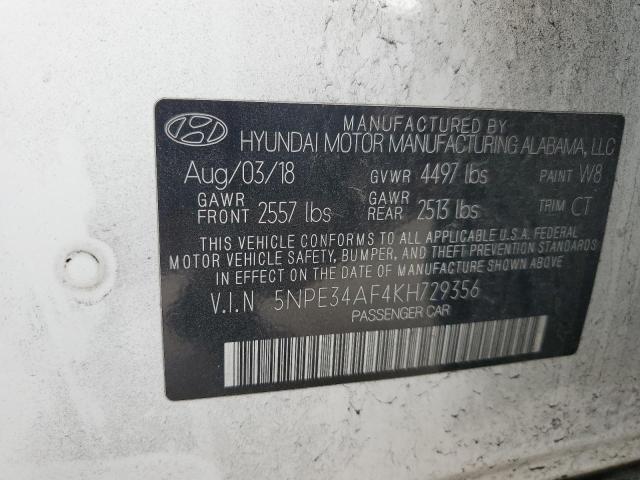 MANUFACTURED BY
HYUNDAI MOTOR MANUFACTURING ALABAMA, LLC
Aug/03/18 GVWR 4497 lbs PAINT W8
GAWR FRONT 2557 lbs GAWR REAR 2513 lbs TRIM CT
THIS VEHICLE CONFORMS TO ALL APPLICABLE U.S.A. FEDERAL
MOTOR VEHICLE SAFETY, BUMPER, AND THEFT PREVENTION STANDARDS
IN EFFECT ON THE DATE OF MANUFACTURE SHOWN ABOVE.
V.I.N 5NPE34AF4KH729356
PASSENGER CAR